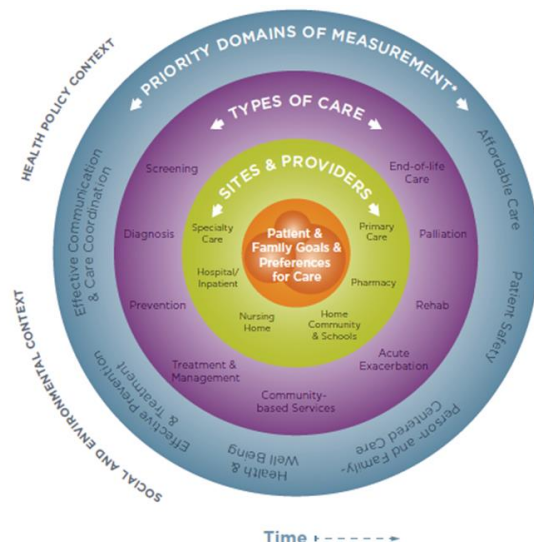 HEALTH POLICY CONTEXT
SOCIAL AND ENVIRONMENTAL CONTEXT
PRIORITY DOMAINS OF MEASUREMENT*
Affordable Care
Patient Safety
Person- and Family-
Centered Care
Health &
Well Being
Effective Prevention
& Treatment
Effective Communication
& Care Coordination
TYPES OF CARE
Screening
Diagnosis
Prevention
Treatment &
Management
Community-
based Services
Acute
Exacerbation
Rehab
Palliation
End-of-life
Care
SITES & PROVIDERS
Specialty
Care
Hospital/
Inpatient
Nursing
Home
Home
Community
& Schools
Pharmacy
Primary
Care
Patient &
Family Goals &
Preferences
for Care
Time